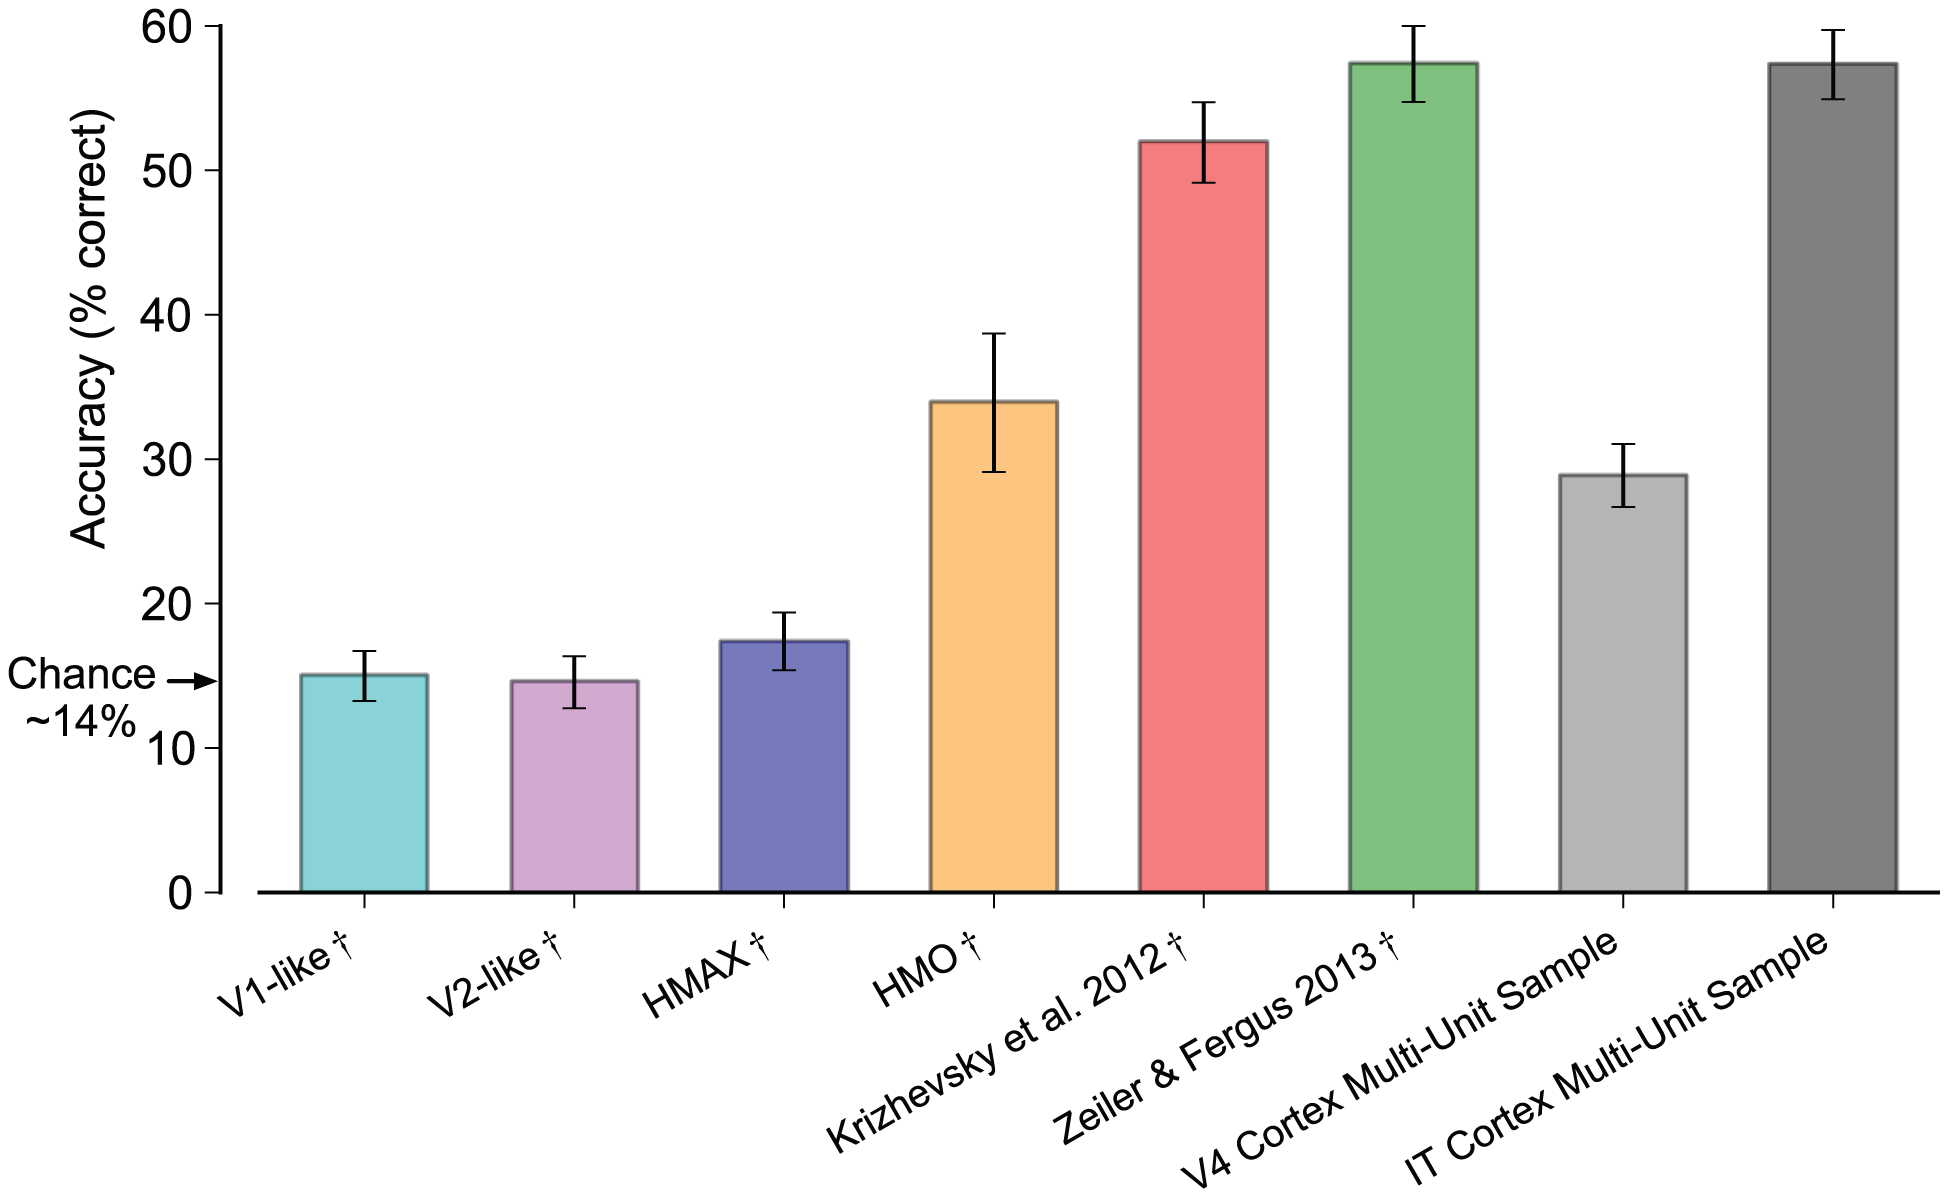 Accuracy (% correct)
60
50
40
30
20
10
0
Chance
~14%
V1-like†
V2-like†
HMAX†
HMO†
Krizhevsky et al. 2012†
Zeiler & Fergus 2013†
V4 Cortex Multi-Unit Sample
IT Cortex Multi-Unit Sample